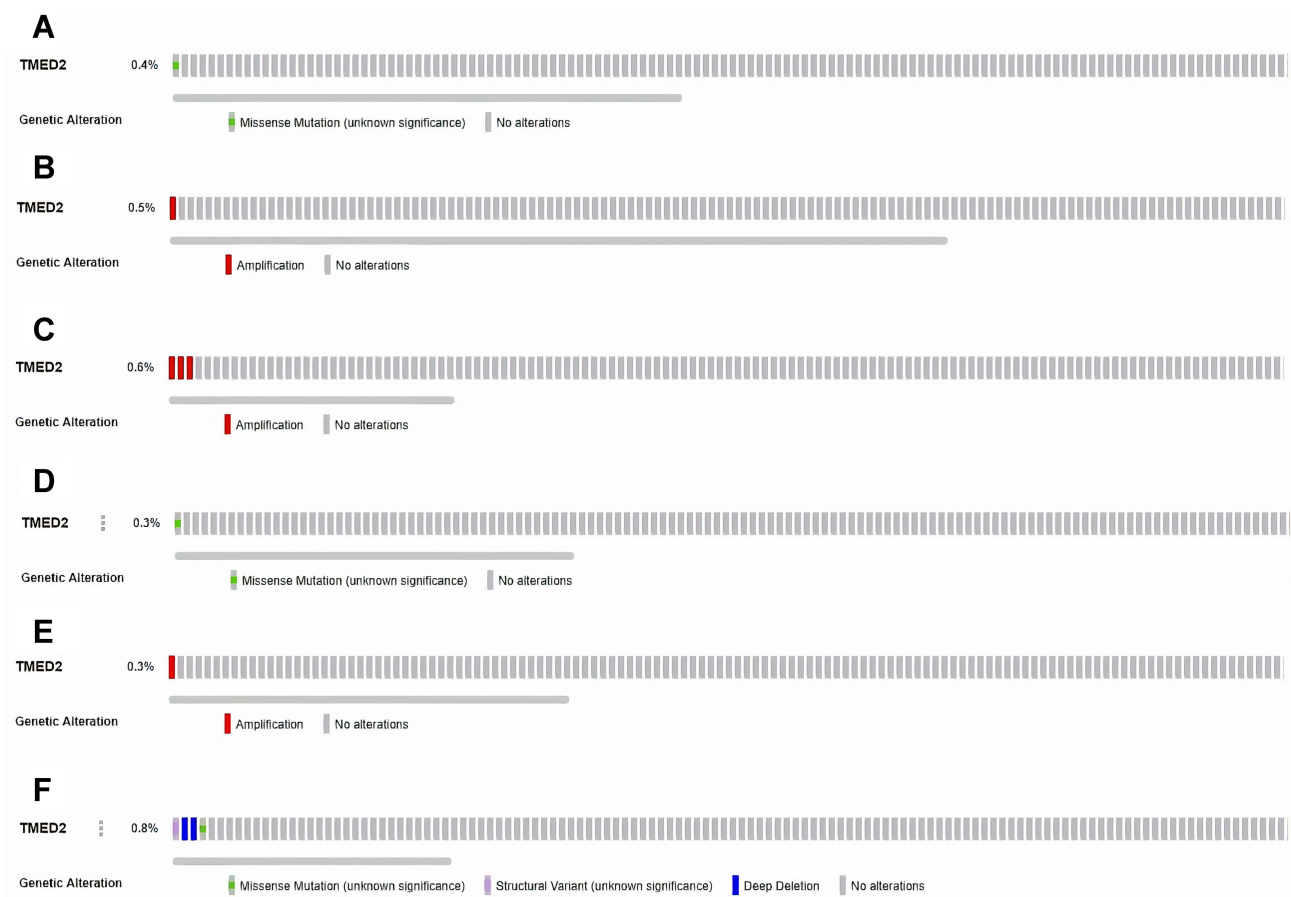 A
TMED2 0.4%
Genetic Alteration Missense Mutation (unknown significance) No alterations
B
TMED2 0.5%
Genetic Alteration Amplification No alterations
C
TMED2 0.6%
Genetic Alteration Amplification No alterations
D
TMED2 0.3%
Genetic Alteration Missense Mutation (unknown significance) No alterations
E
TMED2 0.3%
Genetic Alteration Amplification No alterations
F
TMED2 0.8%
Genetic Alteration Missense Mutation (unknown significance) Structural Variant (unknown significance) Deep Deletion No alterations